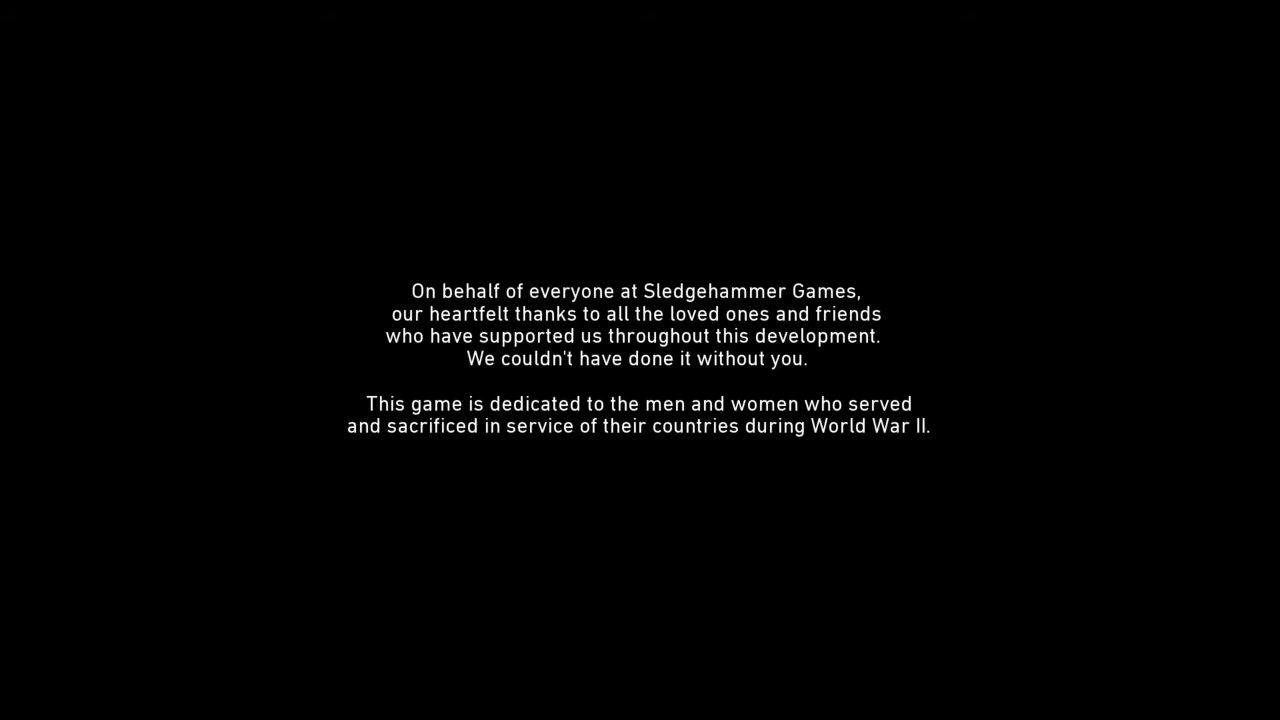 On behalf of everyone at Sledgehammer Games,
our heartfelt thanks to all the loved ones and friends
who have supported us throughout this development.
We couldn't have done it without you.
This game is dedicated to the men and women who served
and sacrificed in service of their countries during World War II.